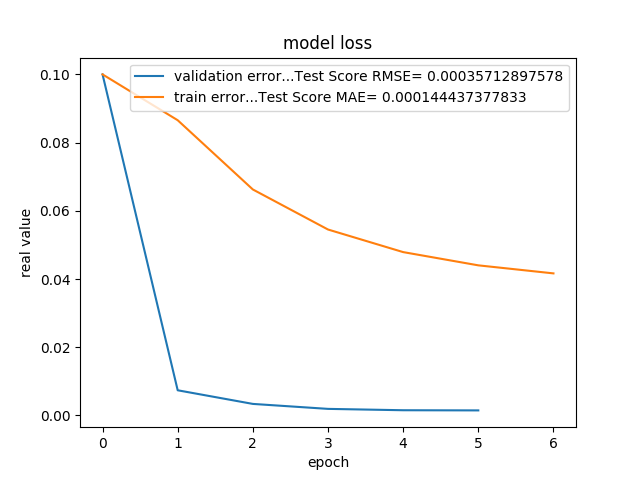 model loss
validation error...Test Score RMSE= 0.00035712897578
train error...Test Score MAE= 0.000144437377833
0.10
0.08
0.06
0.04
0.02
0.00
real value
0 1 2 3 4 5 6
epoch